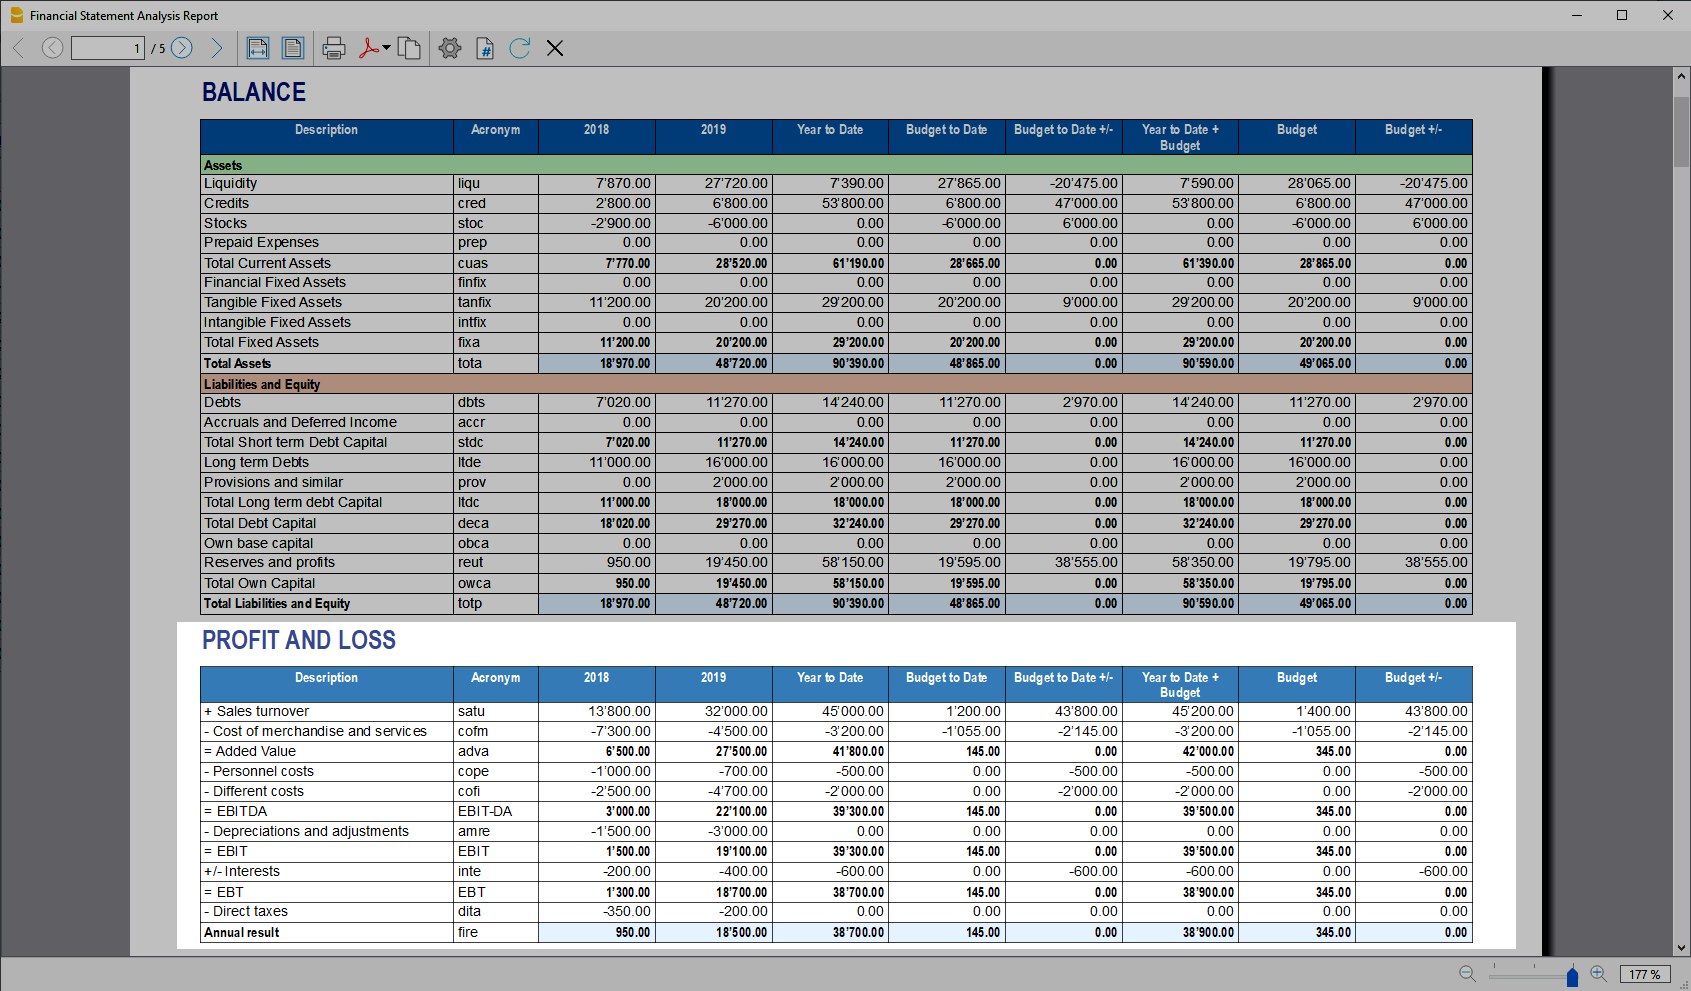 Financial Statement Analysis Report
1 / 5
BALANCE
Description Acronym 2018 2019 Year to Date Budget to Date Budget to Date +/- Year to Date + Budget Budget Budget +/-
Assets
Liquidity liqu 7'870.00 27'720.00 7'390.00 27'865.00 -20'475.00 7'590.00 28'065.00 -20'475.00
Credits cred 2'800.00 6'800.00 53'800.00 6'800.00 47'000.00 53'800.00 6'800.00 47'000.00
Stocks stoc -2'900.00 -6'000.00 0.00 -6'000.00 6'000.00 0.00 -6'000.00 6'000.00
Prepaid Expenses prep 0.00 0.00 0.00 0.00 0.00 0.00 0.00 0.00
Total Current Assets cuas 7'770.00 28'520.00 61'190.00 28'665.00 0.00 61'390.00 28'865.00 0.00
Financial Fixed Assets finfix 0.00 0.00 0.00 0.00 0.00 0.00 0.00 0.00
Tangible Fixed Assets tanfix 11'200.00 20'200.00 29'200.00 20'200.00 9'000.00 29'200.00 20'200.00 9'000.00
Intangible Fixed Assets intfix 0.00 0.00 0.00 0.00 0.00 0.00 0.00 0.00
Total Fixed Assets fixa 11'200.00 20'200.00 29'200.00 20'200.00 0.00 29'200.00 20'200.00 0.00
Total Assets tota 18'970.00 48'720.00 90'390.00 48'865.00 0.00 90'590.00 49'065.00 0.00
Liabilities and Equity
Debts dbts 7'020.00 11'270.00 14'240.00 11'270.00 2'970.00 14'240.00 11'270.00 2'970.00
Accruals and Deferred Income accr 0.00 0.00 0.00 0.00 0.00 0.00 0.00 0.00
Total Short term Debt Capital stdc 7'020.00 11'270.00 14'240.00 11'270.00 0.00 14'240.00 11'270.00 0.00
Long term Debts ltde 11'000.00 16'000.00 16'000.00 16'000.00 0.00 16'000.00 16'000.00 0.00
Provisions and similar prov 0.00 2'000.00 2'000.00 2'000.00 0.00 2'000.00 2'000.00 0.00
Total Long term debt Capital ltdc 11'000.00 18'000.00 18'000.00 18'000.00 0.00 18'000.00 18'000.00 0.00
Total Debt Capital deca 18'020.00 29'270.00 32'240.00 29'270.00 0.00 32'240.00 29'270.00 0.00
Own base capital obca 0.00 0.00 0.00 0.00 0.00 0.00 0.00 0.00
Reserves and profits reut 950.00 19'450.00 58'150.00 19'595.00 38'555.00 58'350.00 19'795.00 38'555.00
Total Own Capital owca 950.00 19'450.00 58'150.00 19'595.00 0.00 58'350.00 19'795.00 0.00
Total Liabilities and Equity totp 18'970.00 48'720.00 90'390.00 48'865.00 0.00 90'590.00 49'065.00 0.00
PROFIT AND LOSS
Description Acronym 2018 2019 Year to Date Budget to Date Budget to Date +/- Year to Date + Budget Budget Budget +/-
+ Sales turnover satu 13'800.00 32'000.00 45'000.00 1'200.00 43'800.00 45'200.00 1'400.00 43'800.00
- Cost of merchandise and services cofm -7'300.00 -4'500.00 -3'200.00 -1'055.00 -2'145.00 -3'200.00 -1'055.00 -2'145.00
= Added Value adva 6'500.00 27'500.00 41'800.00 145.00 0.00 42'000.00 345.00 0.00
- Personnel costs cope -1'000.00 -700.00 -500.00 0.00 -500.00 -500.00 0.00 -500.00
- Different costs cofi -2'500.00 -4'700.00 -2'000.00 0.00 -2'000.00 -2'000.00 0.00 -2'000.00
= EBITDA EBIT-DA 3'000.00 22'100.00 39'300.00 145.00 0.00 39'500.00 345.00 0.00
- Depreciations and adjustments amre -1'500.00 -3'000.00 0.00 0.00 0.00 0.00 0.00 0.00
= EBIT EBIT 1'500.00 19'100.00 39'300.00 145.00 0.00 39'500.00 345.00 0.00
+/- Interests inte -200.00 -400.00 -600.00 0.00 -600.00 -600.00 0.00 -600.00
= EBT EBT 1'300.00 18'700.00 38'700.00 145.00 0.00 38'900.00 345.00 0.00
- Direct taxes dita -350.00 -200.00 0.00 0.00 0.00 0.00 0.00 0.00
Annual result fire 950.00 18'500.00 38'700.00 145.00 0.00 38'900.00 345.00 0.00
177 %